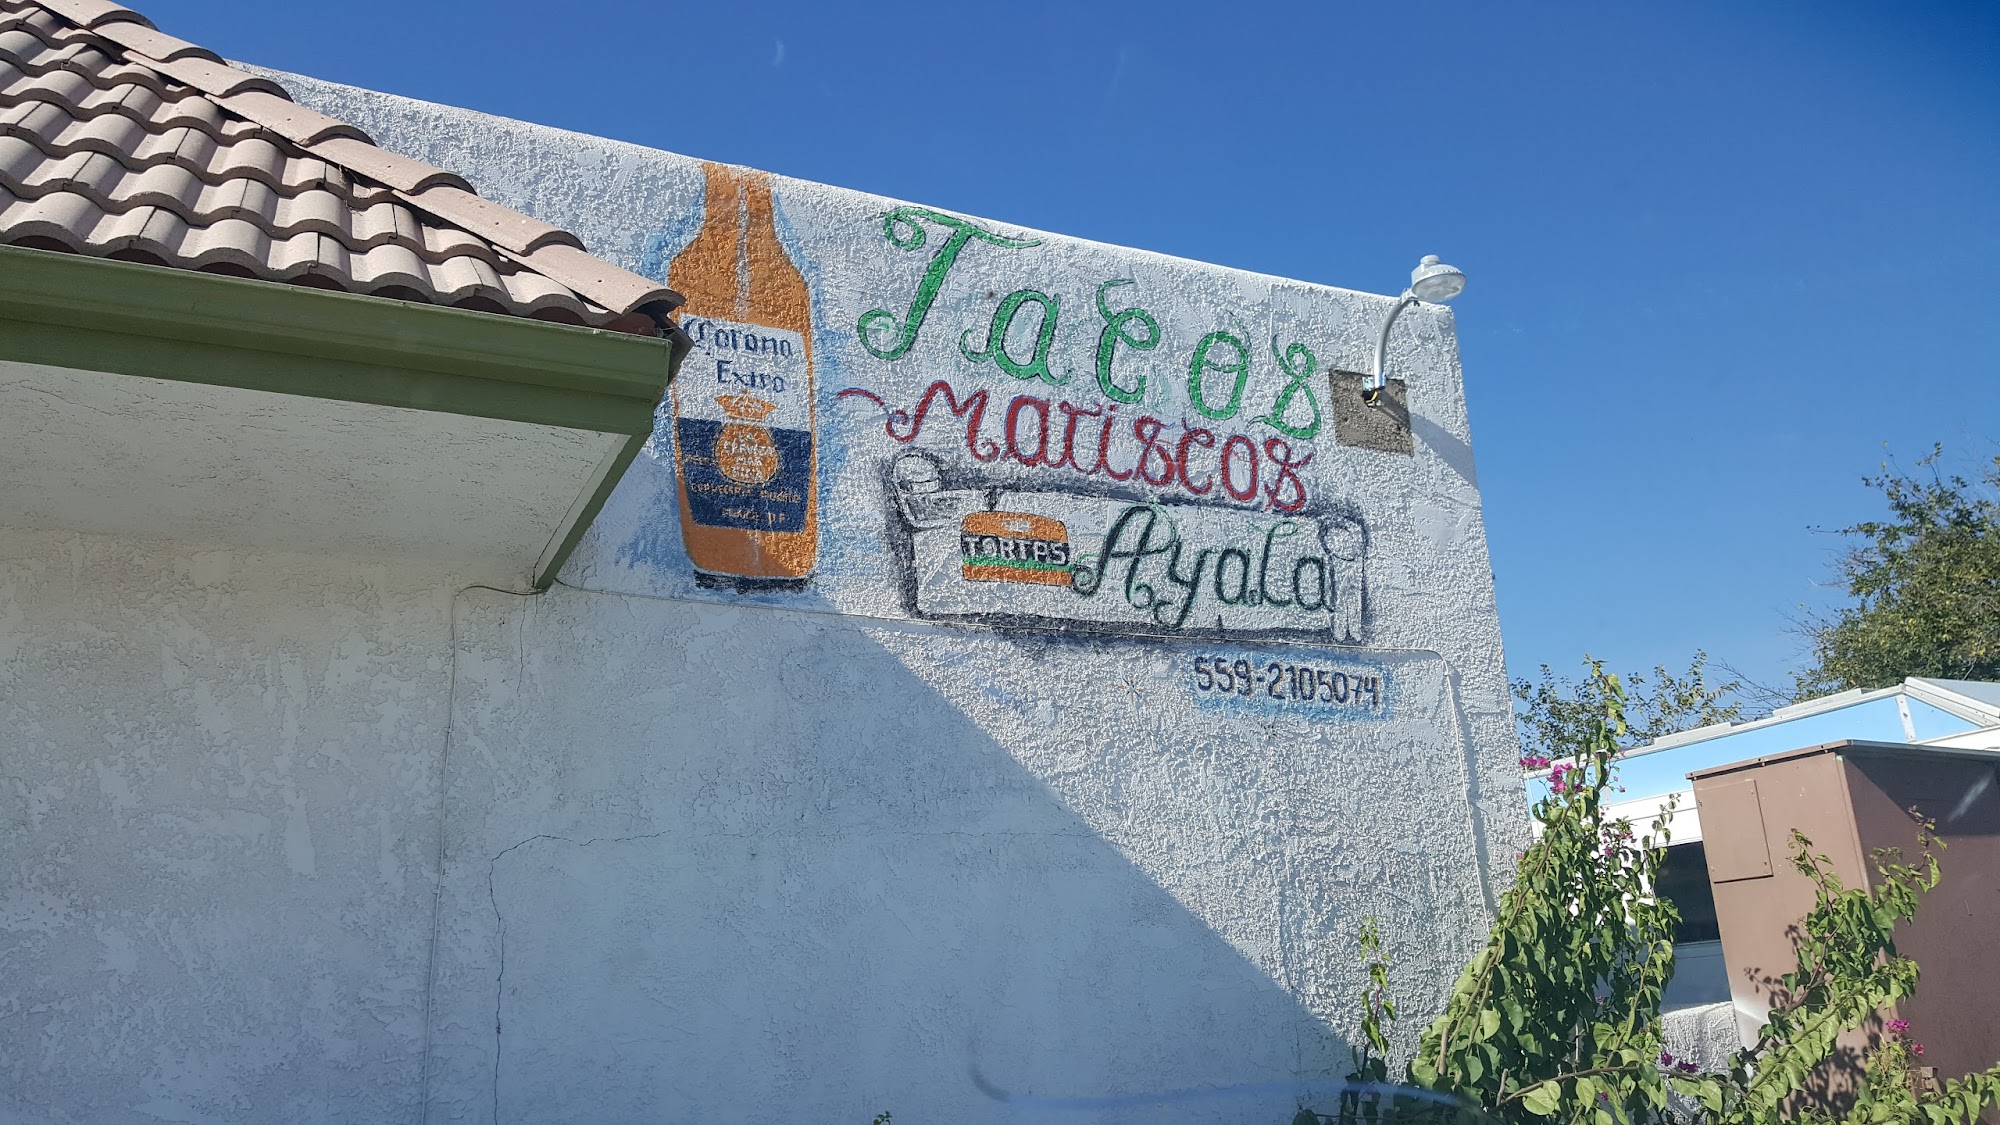 Corona
Extra
Tacos
Mariscos
TORTAS
Ayala
559-2105074